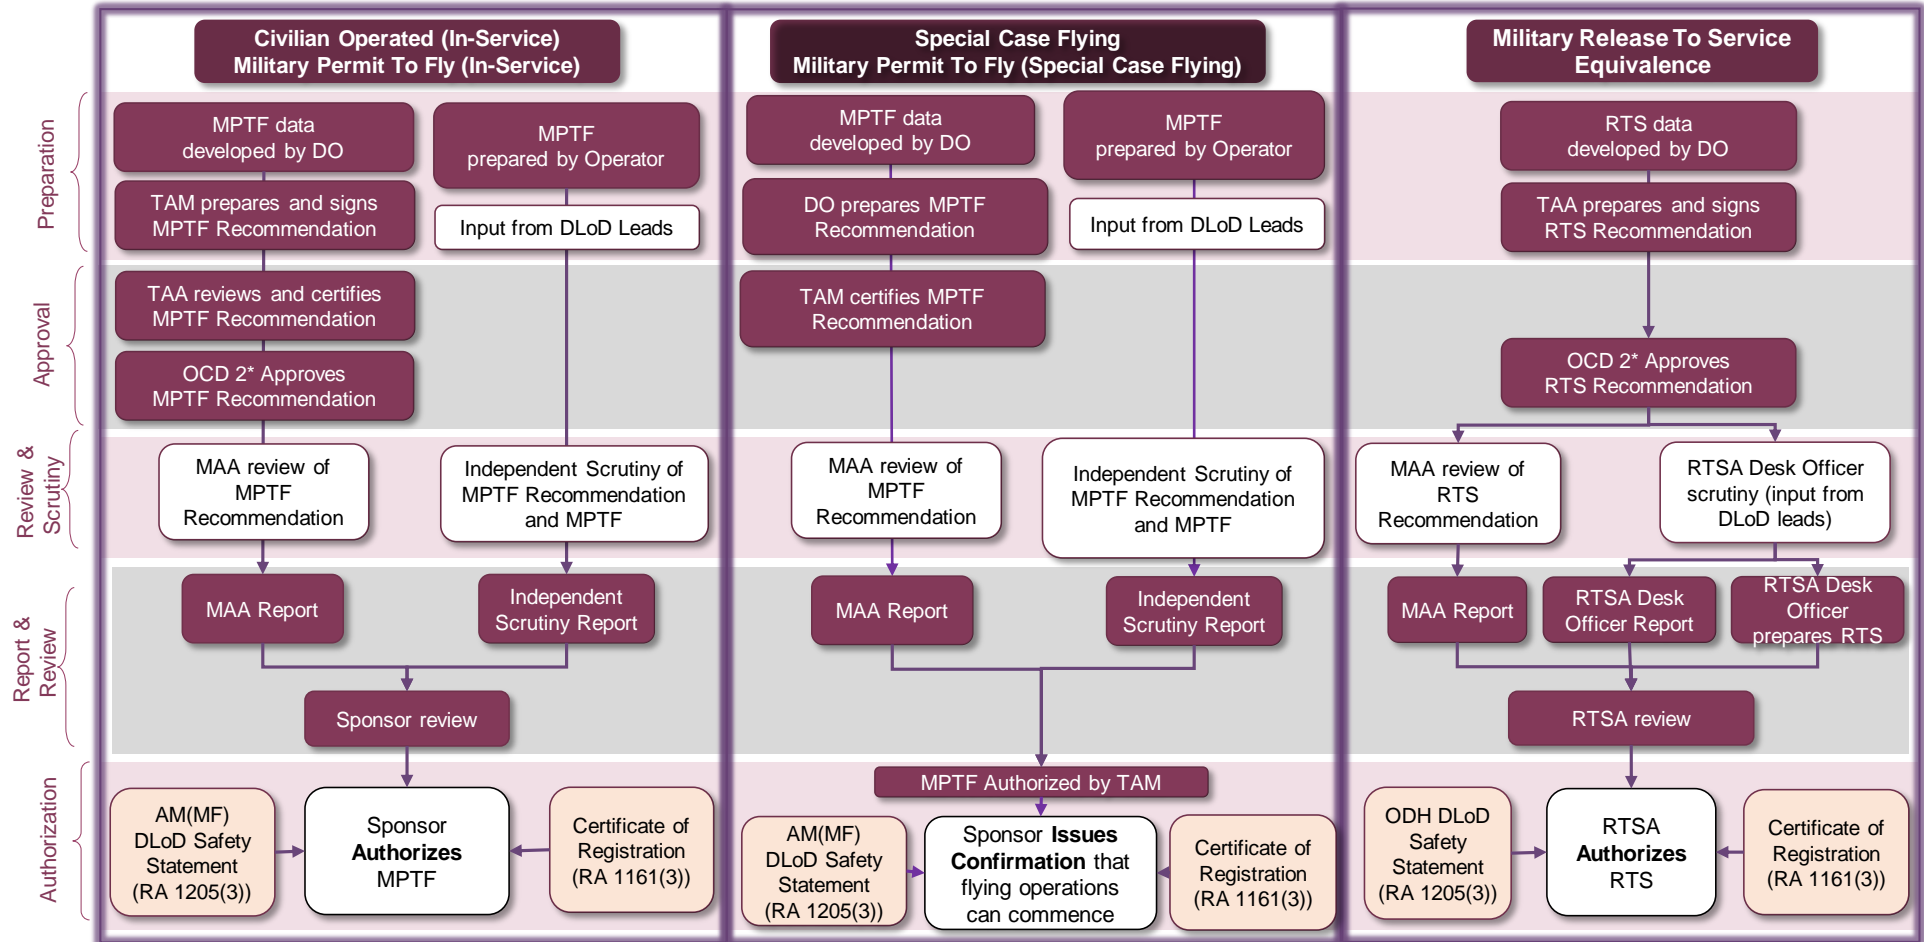 Civilian Operated (In-Service)
Military Permit To Fly (In-Service)
Special Case Flying
Military Permit To Fly (Special Case Flying)
Military Release To Service
Equivalence
Preparation
MPTF data
developed by DO
MPTF
prepared by Operator
TAM prepares and signs
MPTF Recommendation
Input from DLoD Leads
MPTF data
developed by DO
MPTF
prepared by Operator
DO prepares MPTF
Recommendation
Input from DLoD Leads
RTS data
developed by DO
TAA prepares and signs
RTS Recommendation
Approval
TAA reviews and certifies
MPTF Recommendation
OCD 2* Approves
MPTF Recommendation
TAM certifies MPTF
Recommendation
OCD 2* Approves
RTS Recommendation
Review &
Scrutiny
MAA review of
MPTF
Recommendation
Independent Scrutiny of
MPTF Recommendation
and MPTF
MAA review of
MPTF
Recommendation
Independent Scrutiny of
MPTF Recommendation
and MPTF
MAA review of
RTS
Recommendation
RTSA Desk Officer
scrutiny (input from
DLoD leads)
Report &
Review
MAA Report
Independent
Scrutiny Report
Sponsor review
MAA Report
Independent
Scrutiny Report
MAA Report
RTSA Desk
Officer Report
RTSA Desk
Officer
prepares RTS
RTSA review
Authorization
AM(MF)
DLoD Safety
Statement
(RA 1205(3))
Sponsor
Authorizes
MPTF
Certificate of
Registration
(RA 1161(3))
MPTF Authorized by TAM
AM(MF)
DLoD Safety
Statement
(RA 1205(3))
Sponsor Issues
Confirmation that
flying operations
can commence
Certificate of
Registration
(RA 1161(3))
ODH DLoD
Safety
Statement
(RA 1205(3))
RTSA
Authorizes
RTS
Certificate of
Registration
(RA 1161(3))